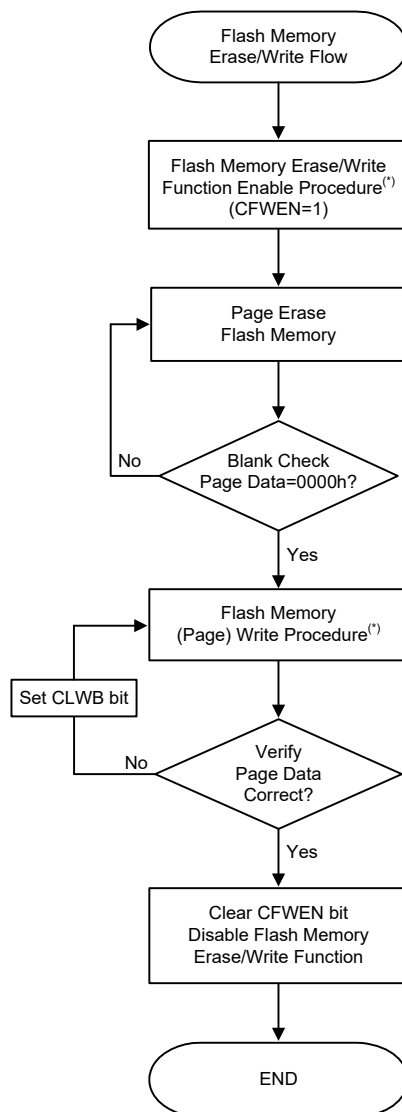 Flash Memory
Erase/Write Flow
Flash Memory Erase/Write
Function Enable Procedure(*)
(CFWEN=1)
Page Erase
Flash Memory
No
Blank Check
Page Data=0000h?
Yes
Flash Memory
(Page) Write Procedure(*)
Set CLWB bit
No
Verify
Page Data
Correct?
Yes
Clear CFWEN bit
Disable Flash Memory
Erase/Write Function
END